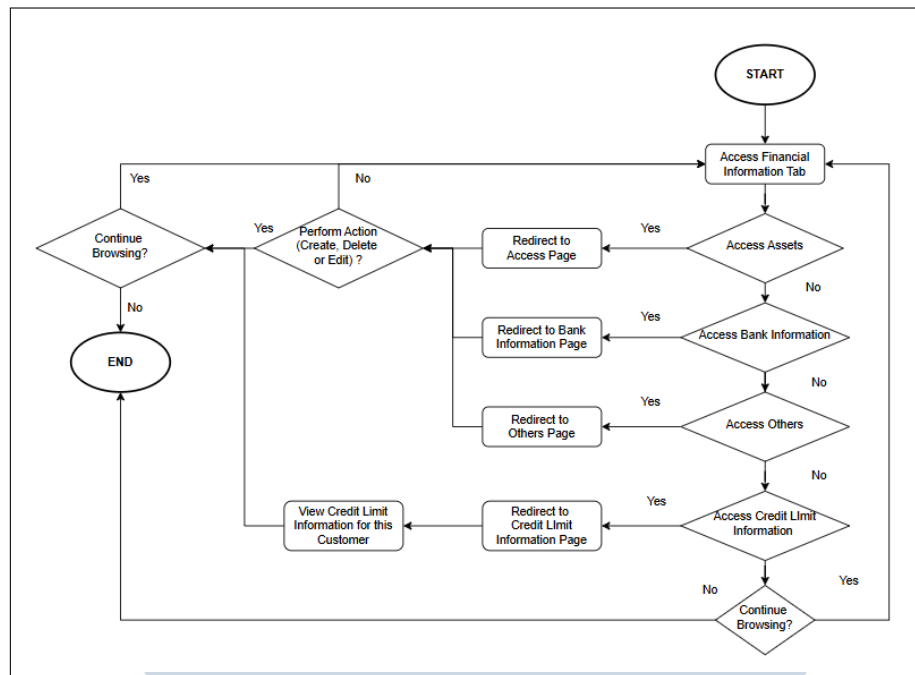 START
Access Financial
Information Tab
Yes
No
Continue
Browsing?
Yes
Perform Action
(Create, Delete
or Edit) ?
Redirect to
Access Page
Yes
Access Assets
No
No
END
Redirect to Bank
Information Page
Yes
Access Bank Information
No
Redirect to
Others Page
Yes
Access Others
No
View Credit Limit
Information for this
Customer
Redirect to
Credit LImit
Information Page
Yes
Access Credit LImit
Information
No
Yes
Continue
Browsing?